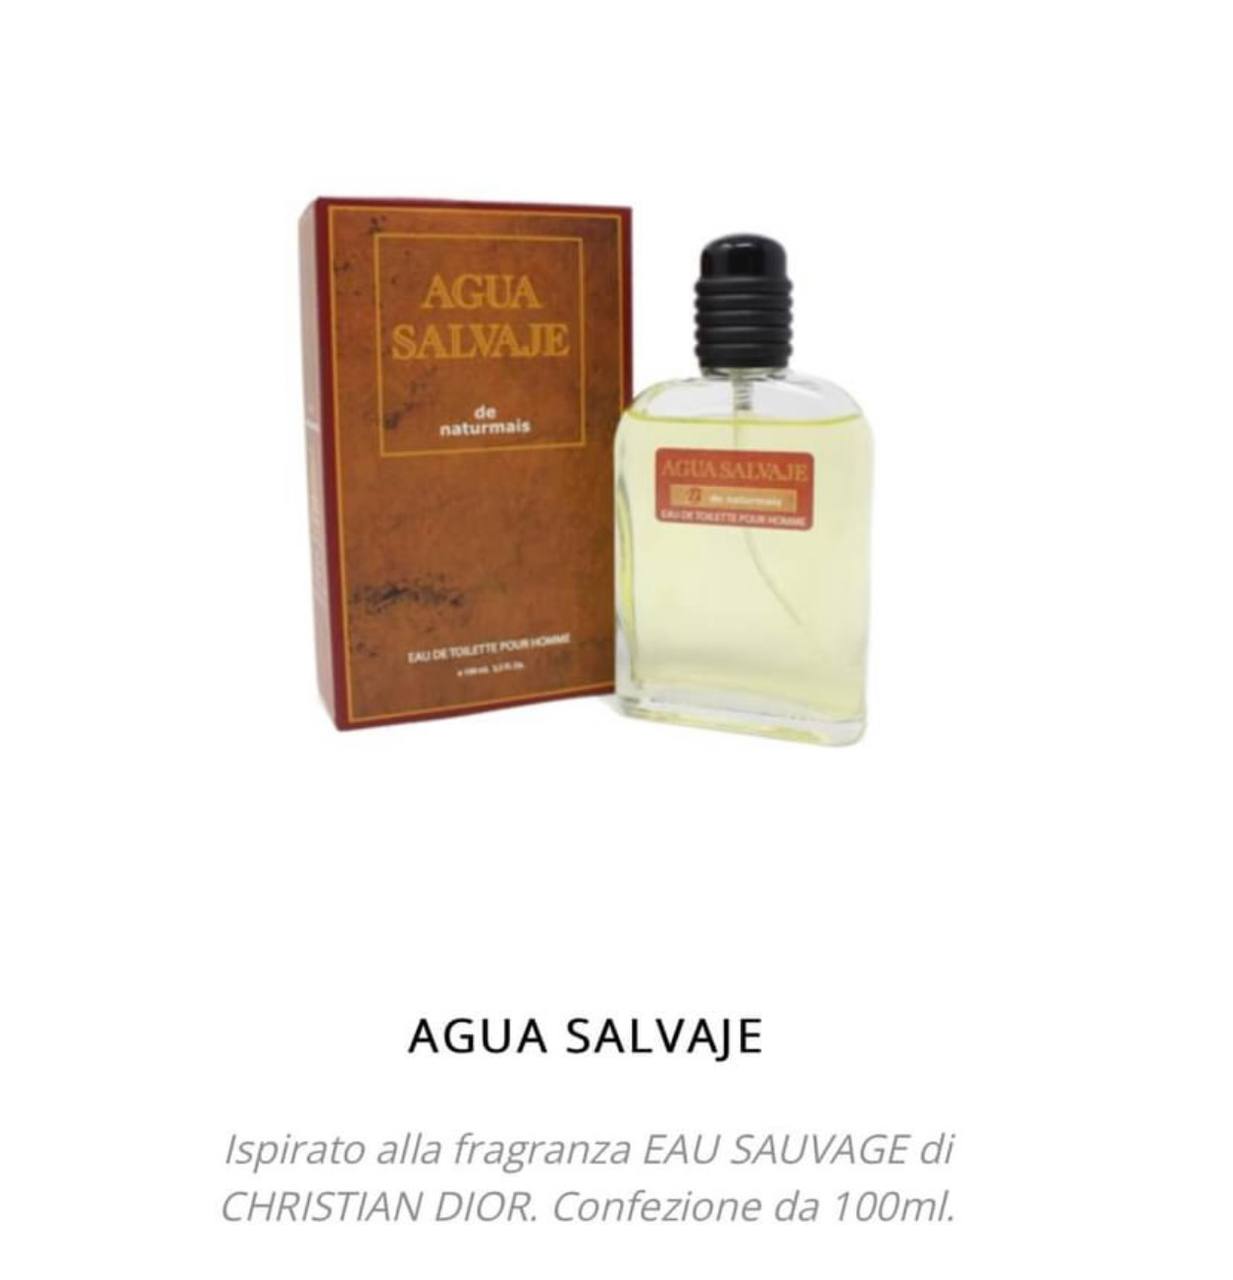 AGUA
SALVAJE
de
naturmais
EAU DE TOILETTE POUR HOMME
AGUA SALVAJE
de naturmais
EAU DE TOILETTE POUR HOMME
AGUA SALVAJE
Ispirato alla fragranza EAU SAUVAGE di
CHRISTIAN DIOR. Confezione da 100ml.